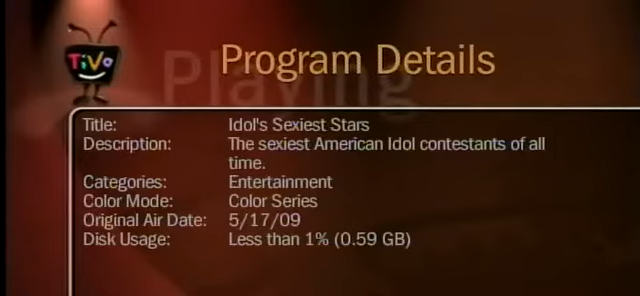 TiVo
Playing
Program Details
Title: Idol's Sexiest Stars
Description: The sexiest American Idol contestants of all
time.
Categories: Entertainment
Color Mode: Color Series
Original Air Date: 5/17/09
Disk Usage: Less than 1% (0.59 GB)